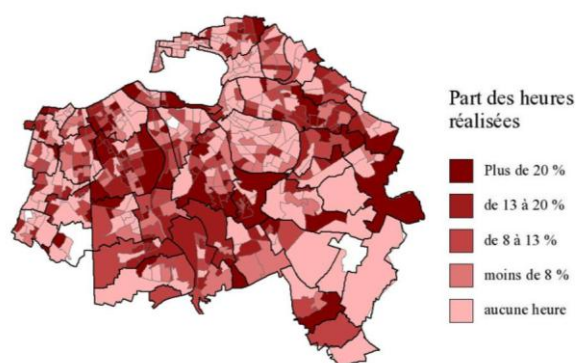 Part des heures
réalisées
Plus de 20 %
de 13 à 20 %
de 8 à 13 %
moins de 8 %
aucune heure